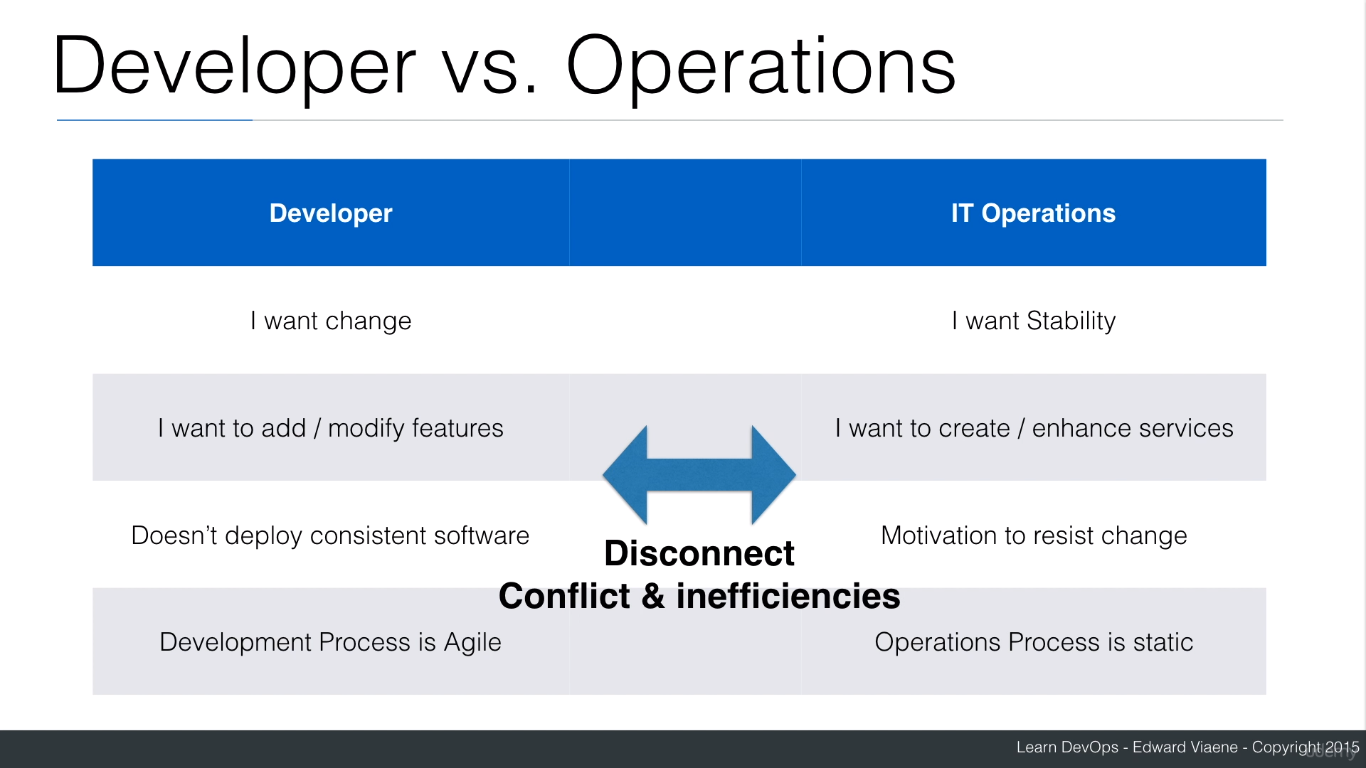 Developer vs. Operations
Developer
IT Operations
I want change
I want Stability
I want to add / modify features
I want to create / enhance services
Doesn’t deploy consistent software
Motivation to resist change
Disconnect
Conflict & inefficiencies
Development Process is Agile
Operations Process is static
Learn DevOps - Edward Viaene - Copyright 2015
udemy